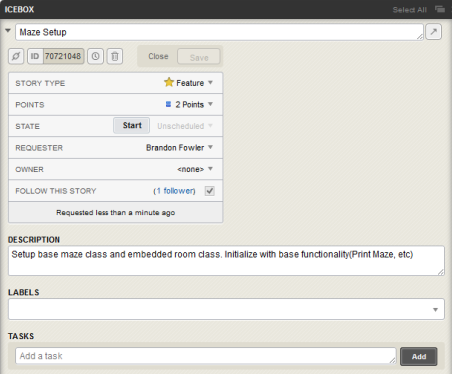 ICEBOX Select All
Maze Setup
ID 70721048 Close Save
STORY TYPE Feature
POINTS 2 Points
STATE Start Unscheduled
REQUESTER Brandon Fowler
OWNER <none>
FOLLOW THIS STORY (1 follower)
Requested less than a minute ago
DESCRIPTION
Setup base maze class and embedded room class. Initialize with base functionality(Print Maze, etc)
LABELS
TASKS
Add a task Add